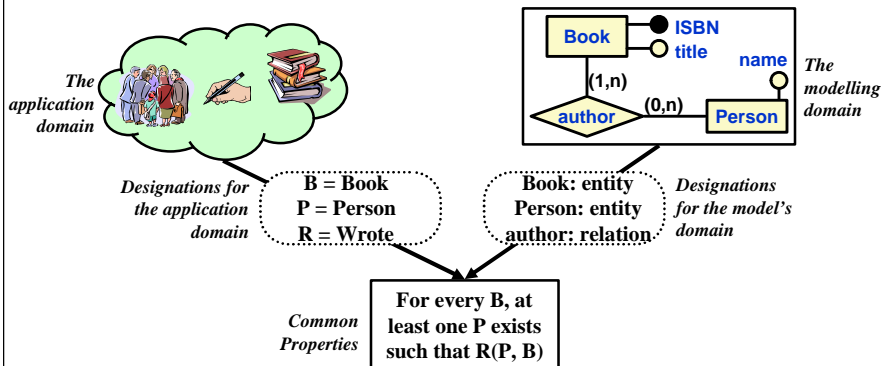 The
application
domain
Book
ISBN
title
name
(1,n)
(0,n)
author
Person
The
modelling
domain
Designations for
the application
domain
B = Book
P = Person
R = Wrote
Book: entity
Person: entity
author: relation
Designations
for the model's
domain
Common
Properties
For every B, at
least one P exists
such that R(P, B)